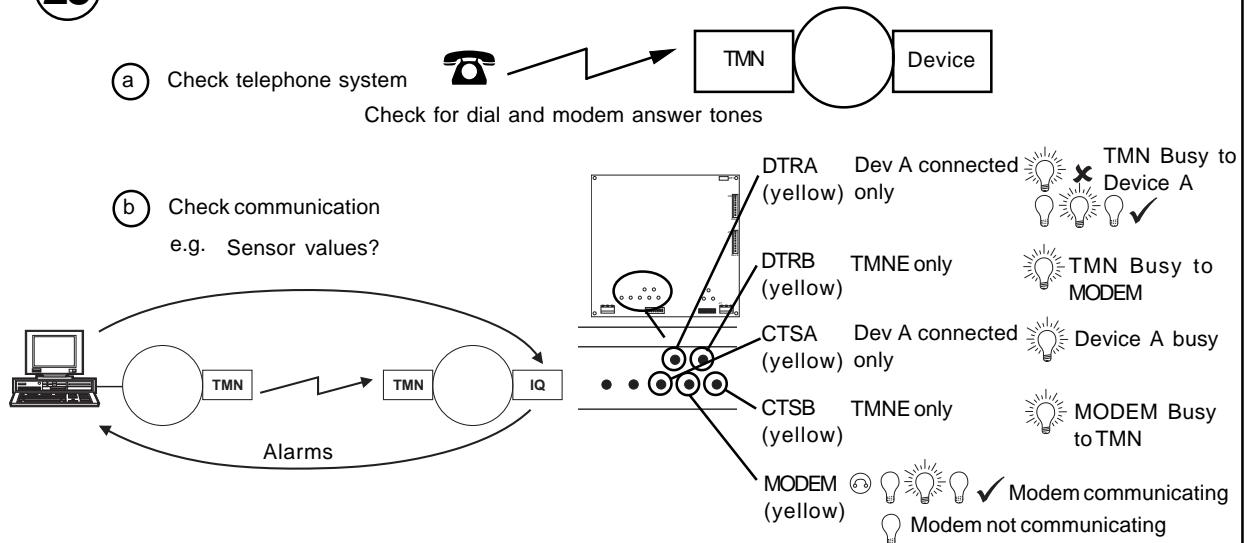 a Check telephone system
TMN
Device
Check for dial and modem answer tones
b Check communication
e.g. Sensor values?
TMN
TMN
IQ
Alarms
DTRA Dev A connected
(yellow) only
TMN Busy to
Device A
DTRB TMNE only
(yellow)
TMN Busy to
MODEM
CTSA Dev A connected
(yellow) only
Device A busy
CTSB TMNE only
(yellow)
MODEM Busy
to TMN
MODEM
(yellow)
Modem communicating
Modem not communicating